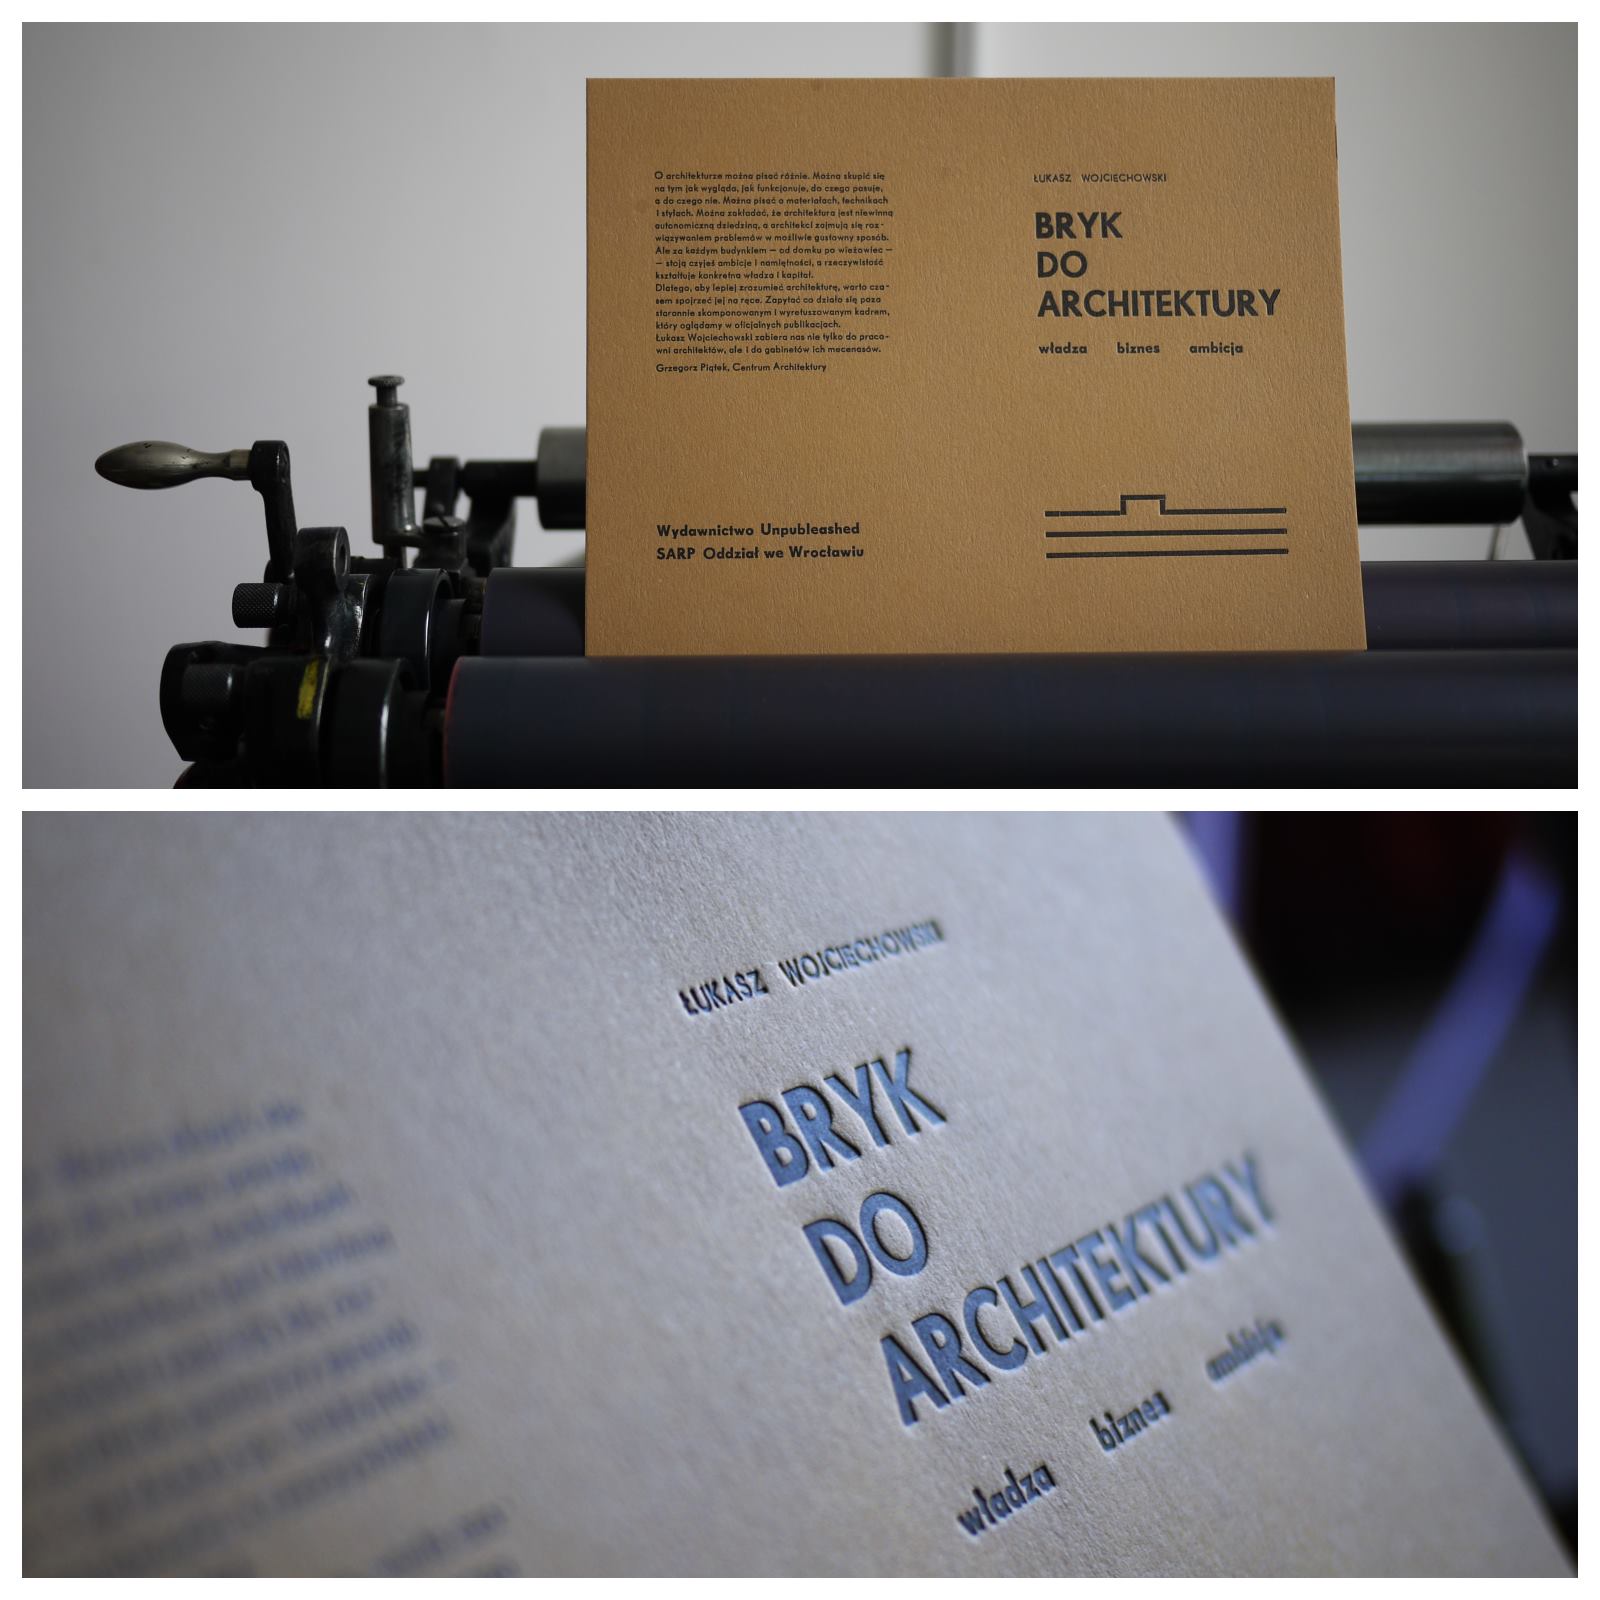 O architekturze można pisać różnie. Można skupić się
na tym jak wygląda, jak funkcjonuje, do czego pasuje,
a do czego nie. Można pisać o materiałach, technikach
i stylach. Można zakładać, że architektura jest niewinną
autonomiczną dziedziną, a architekci zajmują się roz-
wiązywaniem problemów w możliwie gustowny sposób.
Ale za każdym budynkiem — od domku po wieżowiec —
— stoją czyjeś ambicje i namiętności, a rzeczywistość
kształtuje konkretna władza i kapitał.
Dlatego, aby lepiej zrozumieć architekturę, warto cza-
sem spojrzeć jej na ręce. Zapytać co działo się poza
starannie skomponowanym i wyretuszowanym kadrem,
który oglądamy w oficjalnych publikacjach.
Łukasz Wojciechowski zabiera nas nie tylko do praco-
wni architektów, ale i do gabinetów ich mecenasów.
Grzegorz Piątek, Centrum Architektury
Wydawnictwo Unpubleashed
SARP Oddział we Wrocławiu
ŁUKASZ WOJCIECHOWSKI
BRYK
DO
ARCHITEKTURY
władza biznes ambicja
ŁUKASZ WOJCIECHOWSKI
BRYK
DO
ARCHITEKTURY
władza biznes ambicja